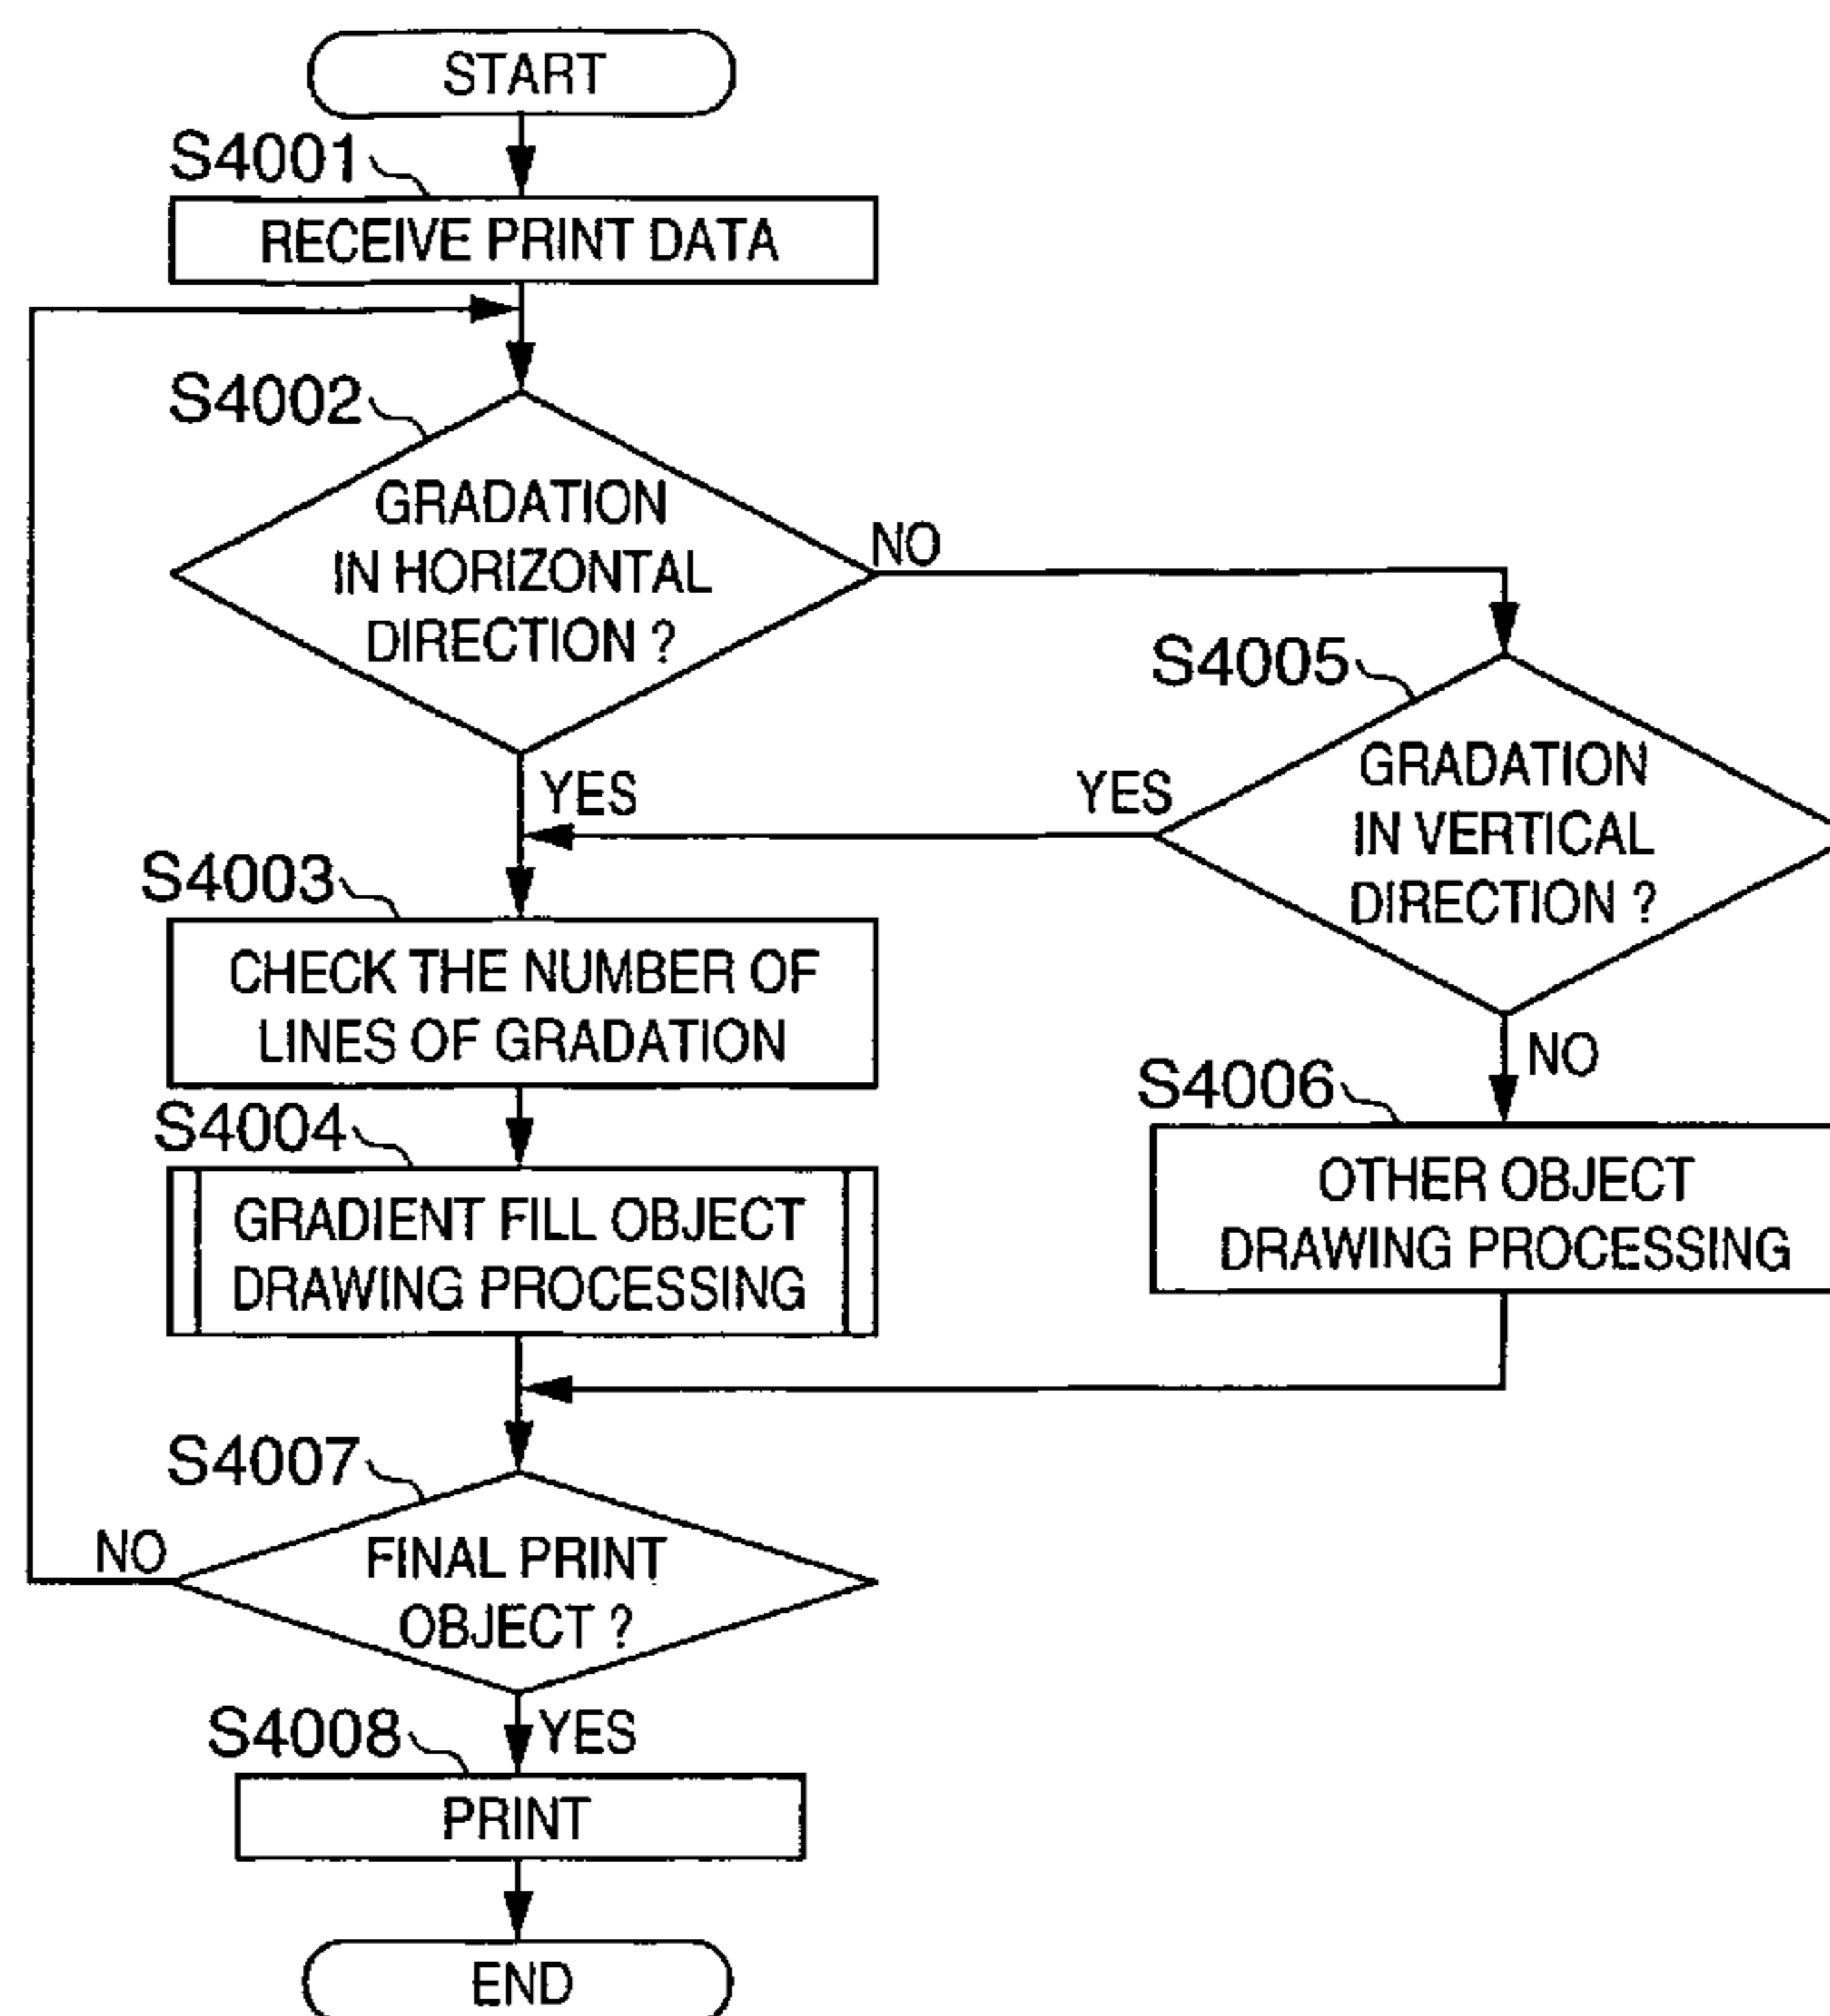 START
S4001
RECEIVE PRINT DATA
S4002
GRADATION
IN HORIZONTAL
DIRECTION ?
NO
YES
S4005
GRADATION
IN VERTICAL
DIRECTION ?
YES
NO
S4003
CHECK THE NUMBER OF
LINES OF GRADATION
S4004
GRADIENT FILL OBJECT
DRAWING PROCESSING
S4006
OTHER OBJECT
DRAWING PROCESSING
S4007
FINAL PRINT
OBJECT ?
NO
YES
S4008
PRINT
END